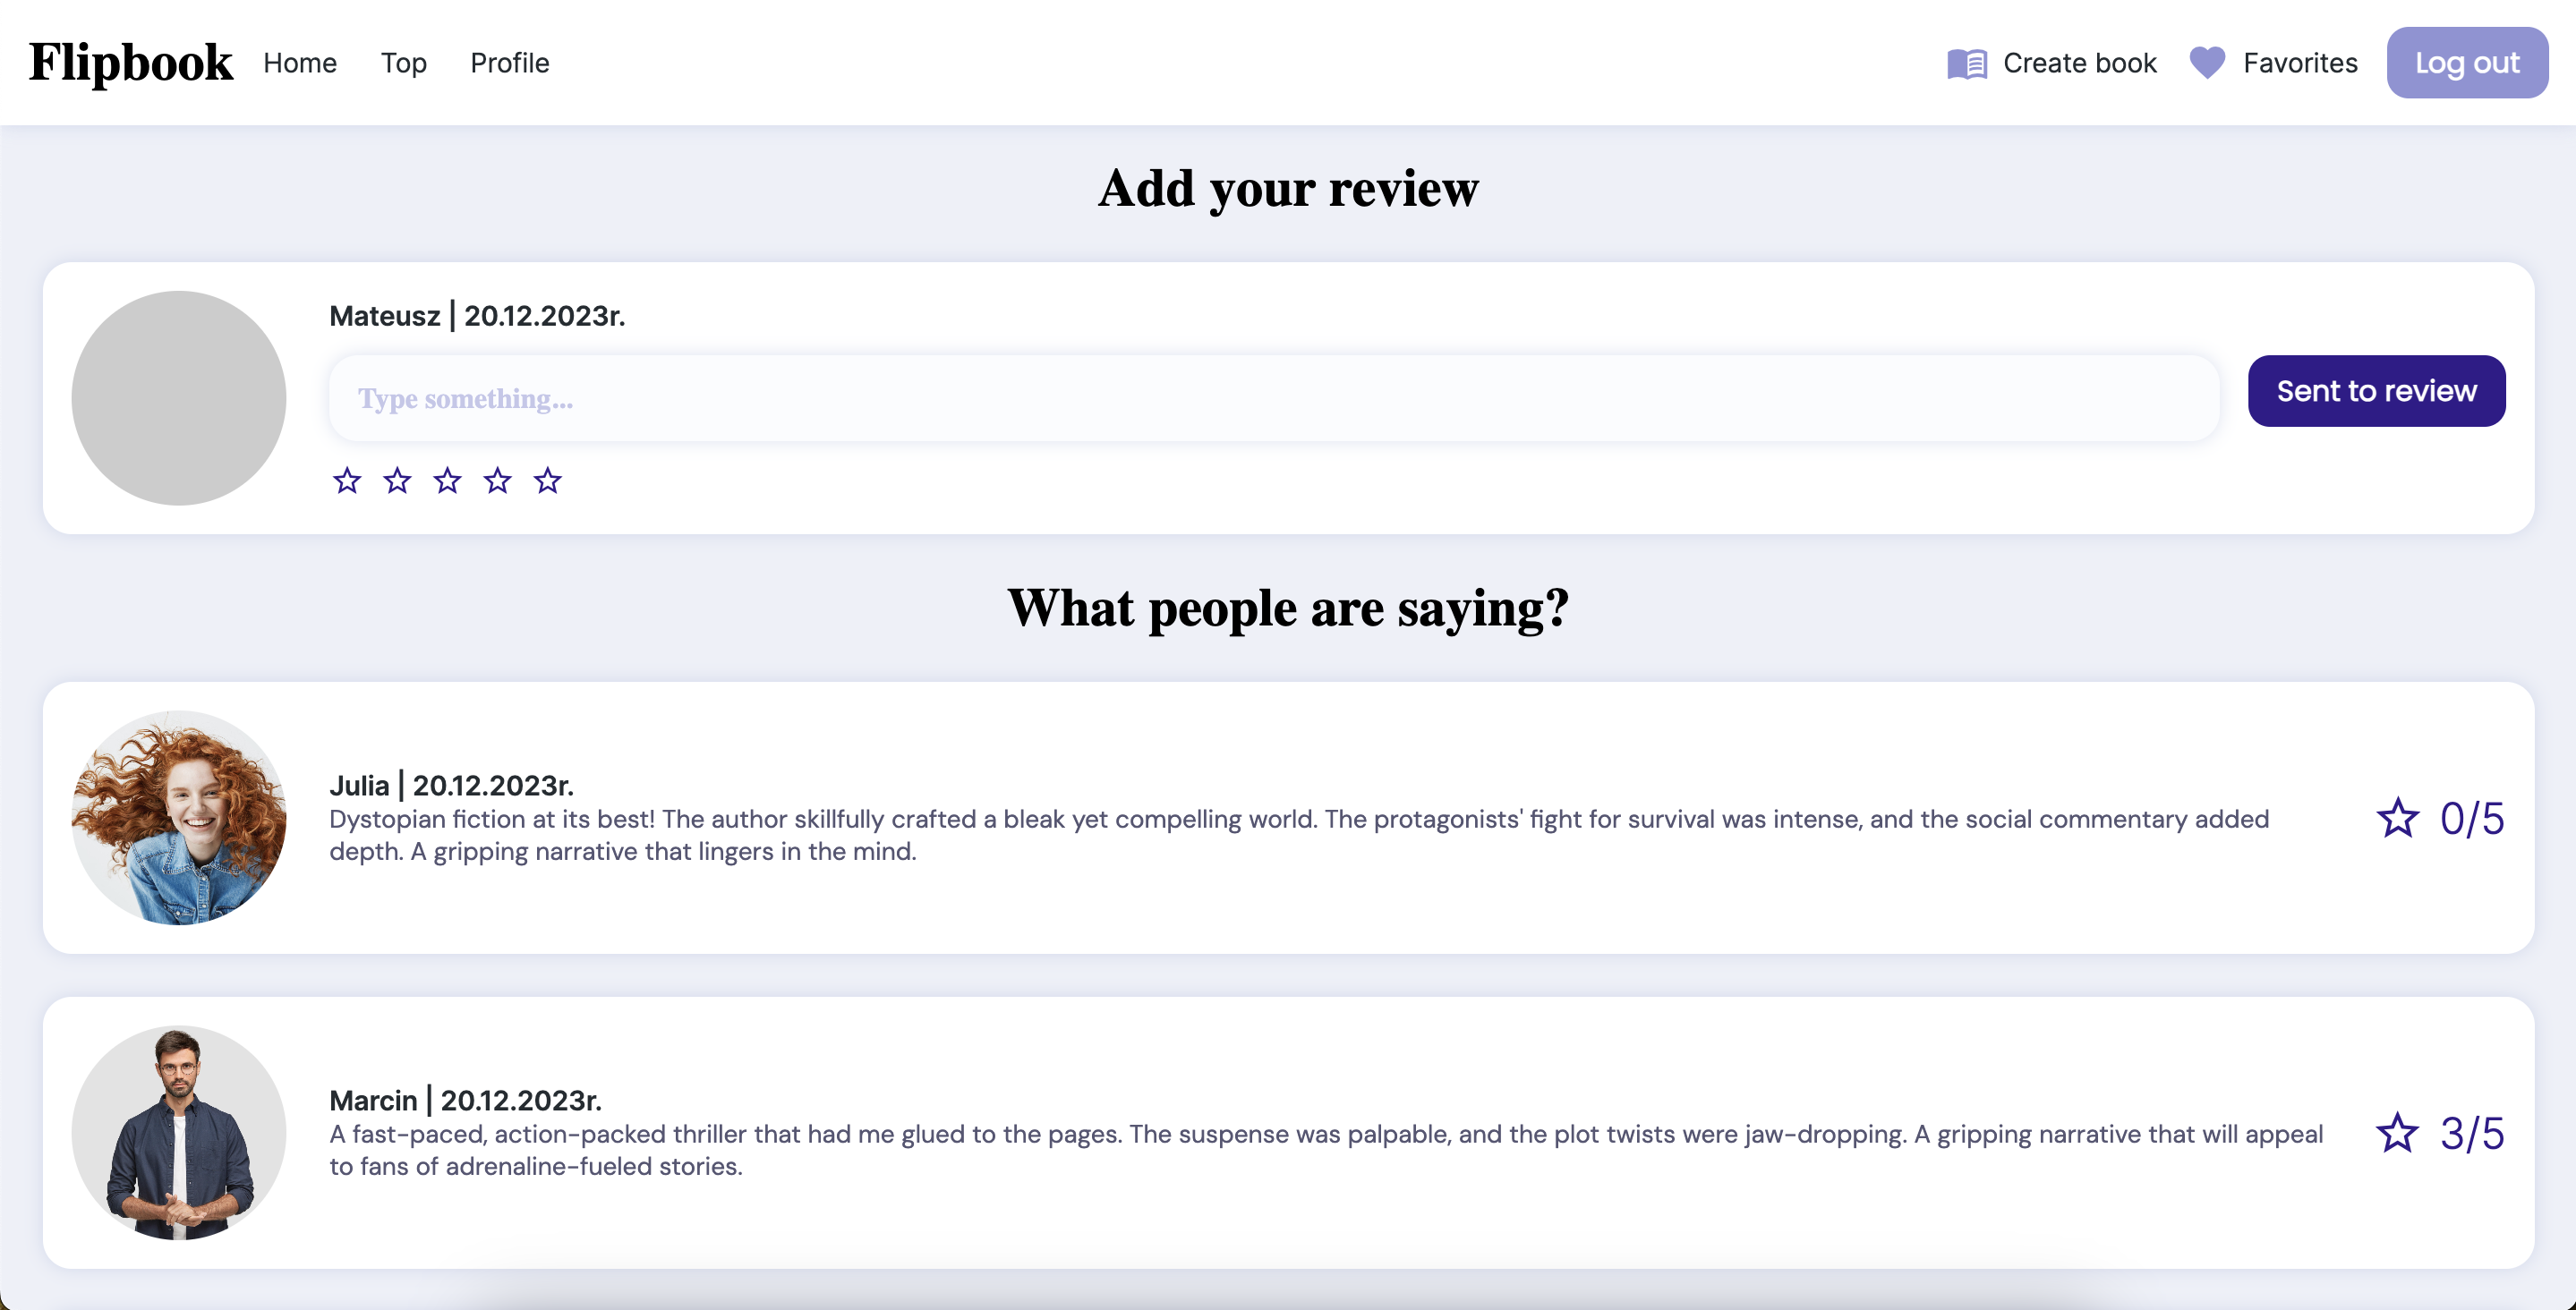 Flipbook Home Top Profile Create book Favorites Log out
Add your review
Mateusz | 20.12.2023r.
Type something...
Sent to review
What people are saying?
Julia | 20.12.2023r.
Dystopian fiction at its best! The author skillfully crafted a bleak yet compelling world. The protagonists' fight for survival was intense, and the social commentary added
depth. A gripping narrative that lingers in the mind.
0/5
Marcin | 20.12.2023r.
A fast-paced, action-packed thriller that had me glued to the pages. The suspense was palpable, and the plot twists were jaw-dropping. A gripping narrative that will appeal
to fans of adrenaline-fueled stories.
3/5